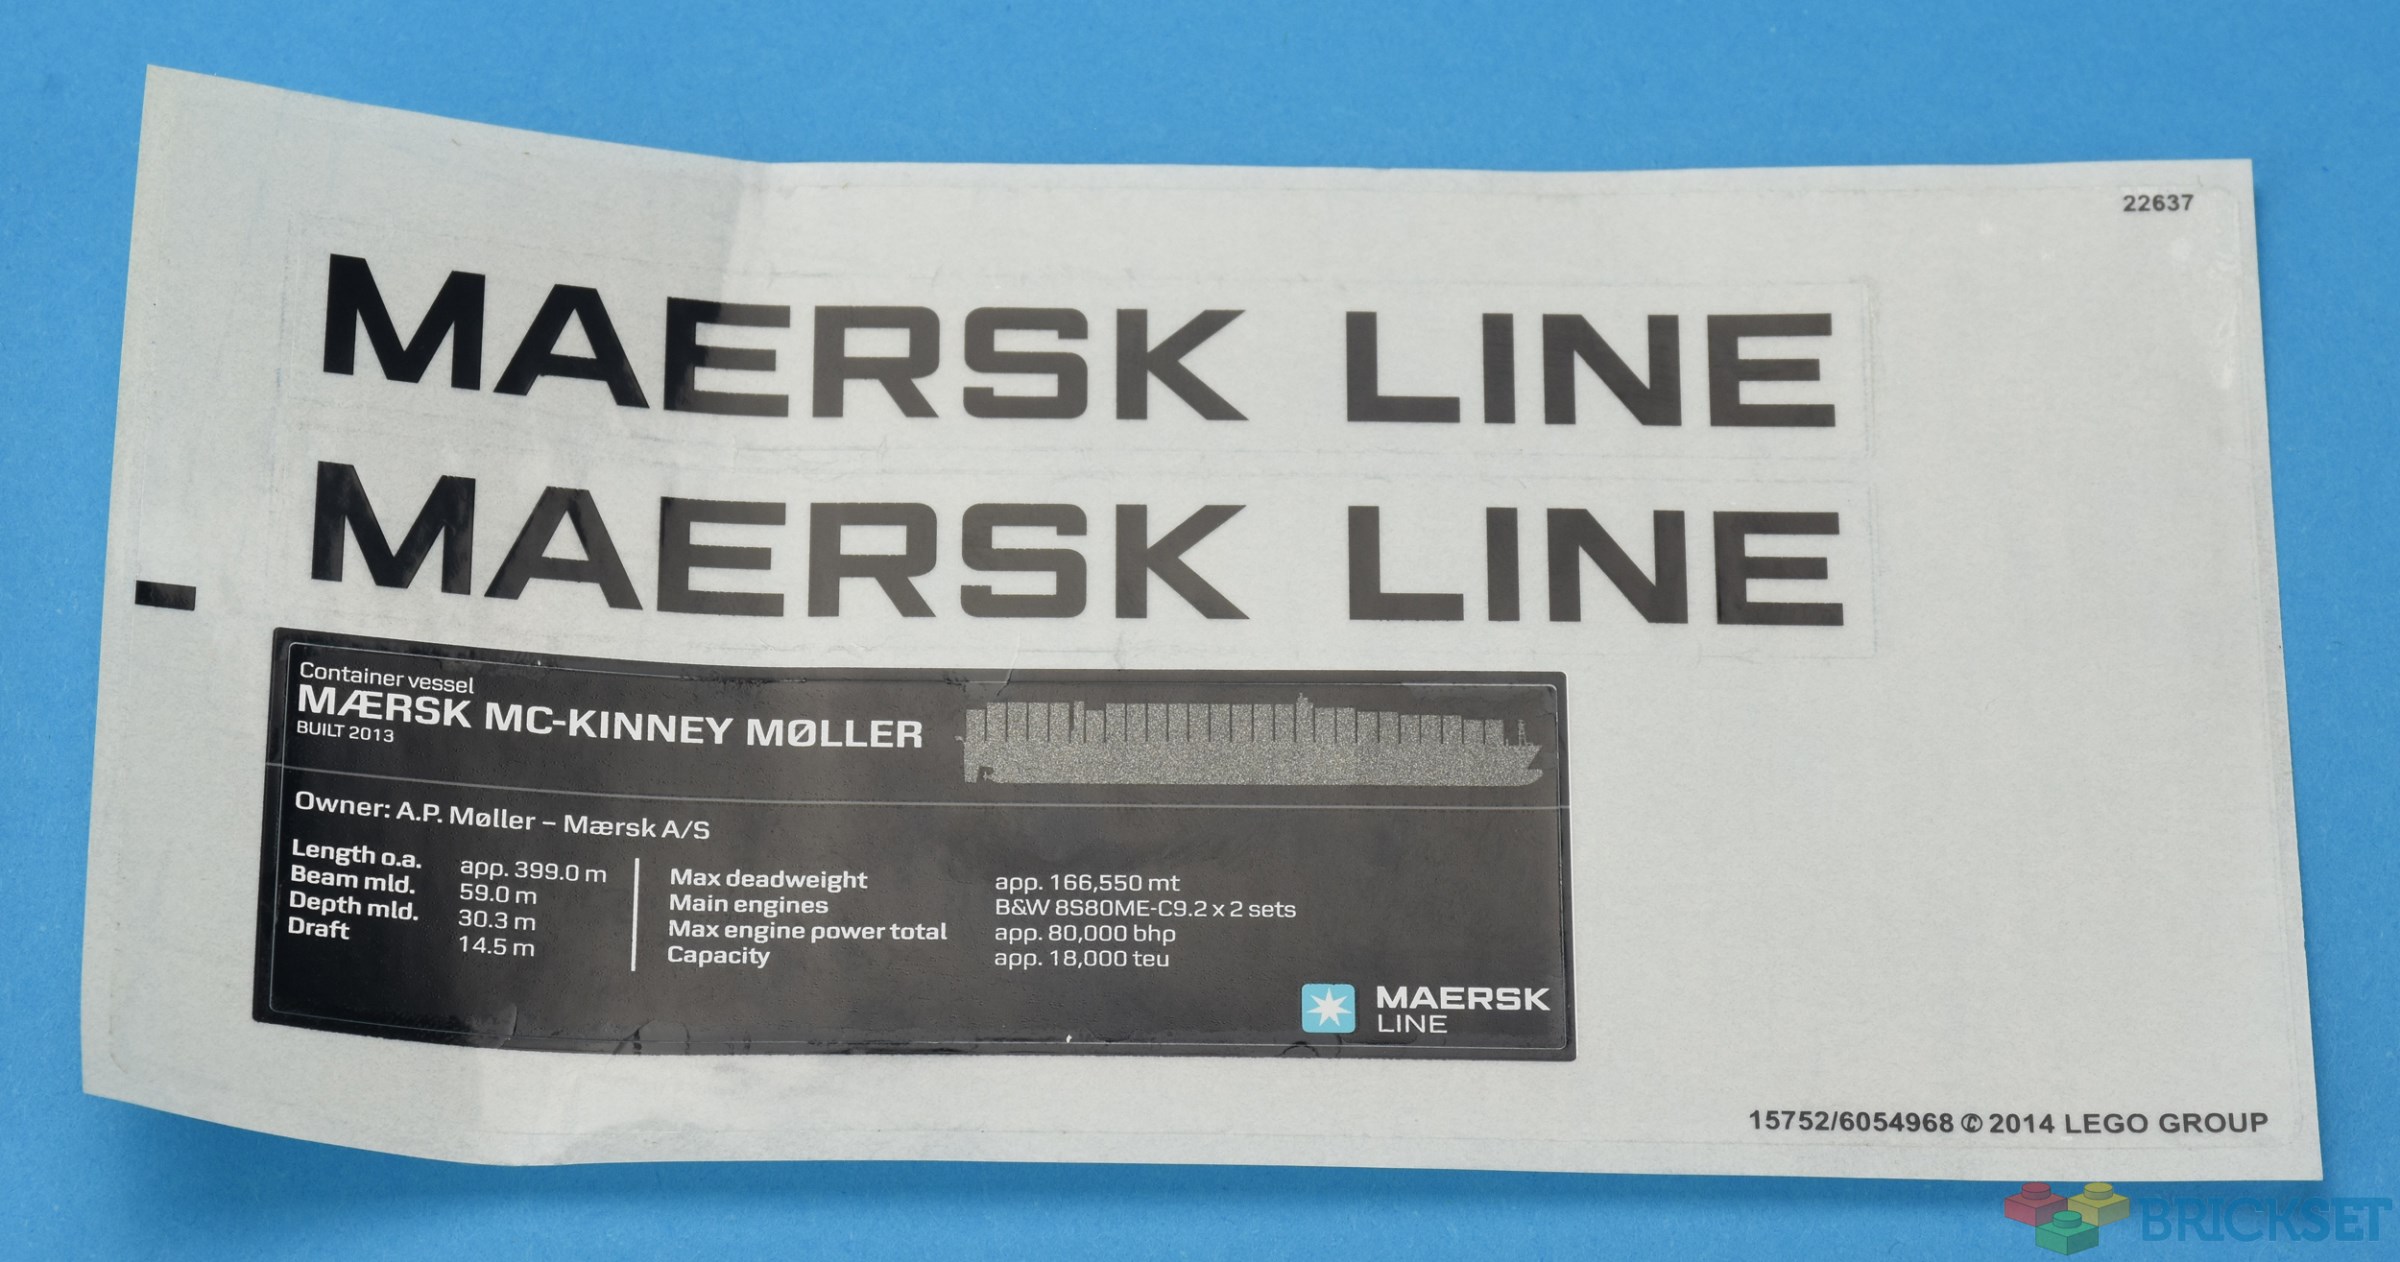 22637
MAERSK LINE
MAERSK LINE
Container vessel
MÆRSK MC-KINNEY MØLLER
BUILT 2013
Owner: A.P. Møller – Mærsk A/S
Length o.a. app. 399.0 m
Beam mld. 59.0 m
Depth mld. 30.3 m
Draft 14.5 m
Max deadweight app. 166,550 mt
Main engines B&W 8S80ME-C9.2 x 2 sets
Max engine power total app. 80,000 bhp
Capacity app. 18,000 teu
MAERSK
LINE
15752/6054968 © 2014 LEGO GROUP
BRICKSET